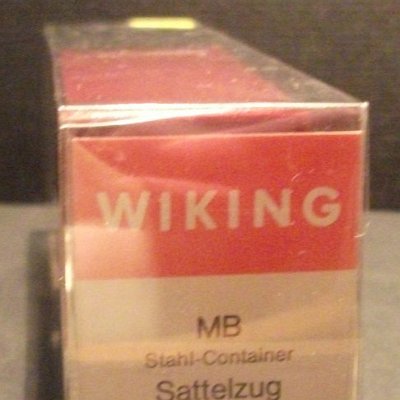 WIKING
MB
Stahl-Container
Sattelzug